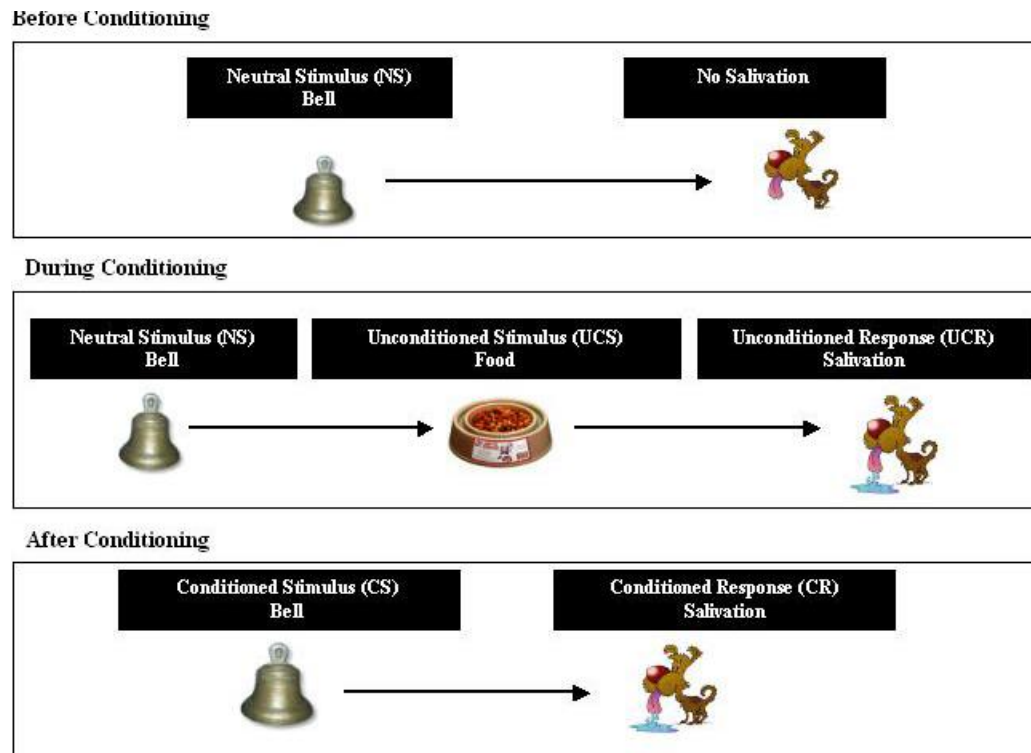 Before Conditioning
Neutral Stimulus (NS)
Bell
No Salivation
During Conditioning
Neutral Stimulus (NS)
Bell
Unconditioned Stimulus (UCS)
Food
Unconditioned Response (UCR)
Salivation
After Conditioning
Conditioned Stimulus (CS)
Bell
Conditioned Response (CR)
Salivation